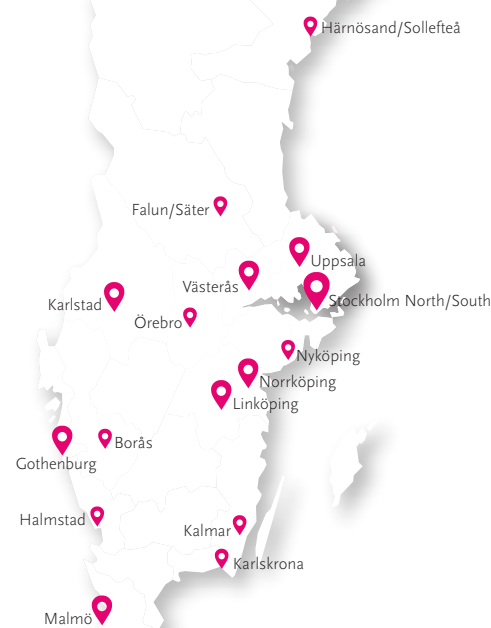 Härnösand/Sollefteå
Falun/Säter
Uppsala
Västerås
Stockholm North/South
Karlstad
Örebro
Nyköping
Norrköping
Linköping
Borås
Gothenburg
Halmstad
Kalmar
Karlskrona
Malmö